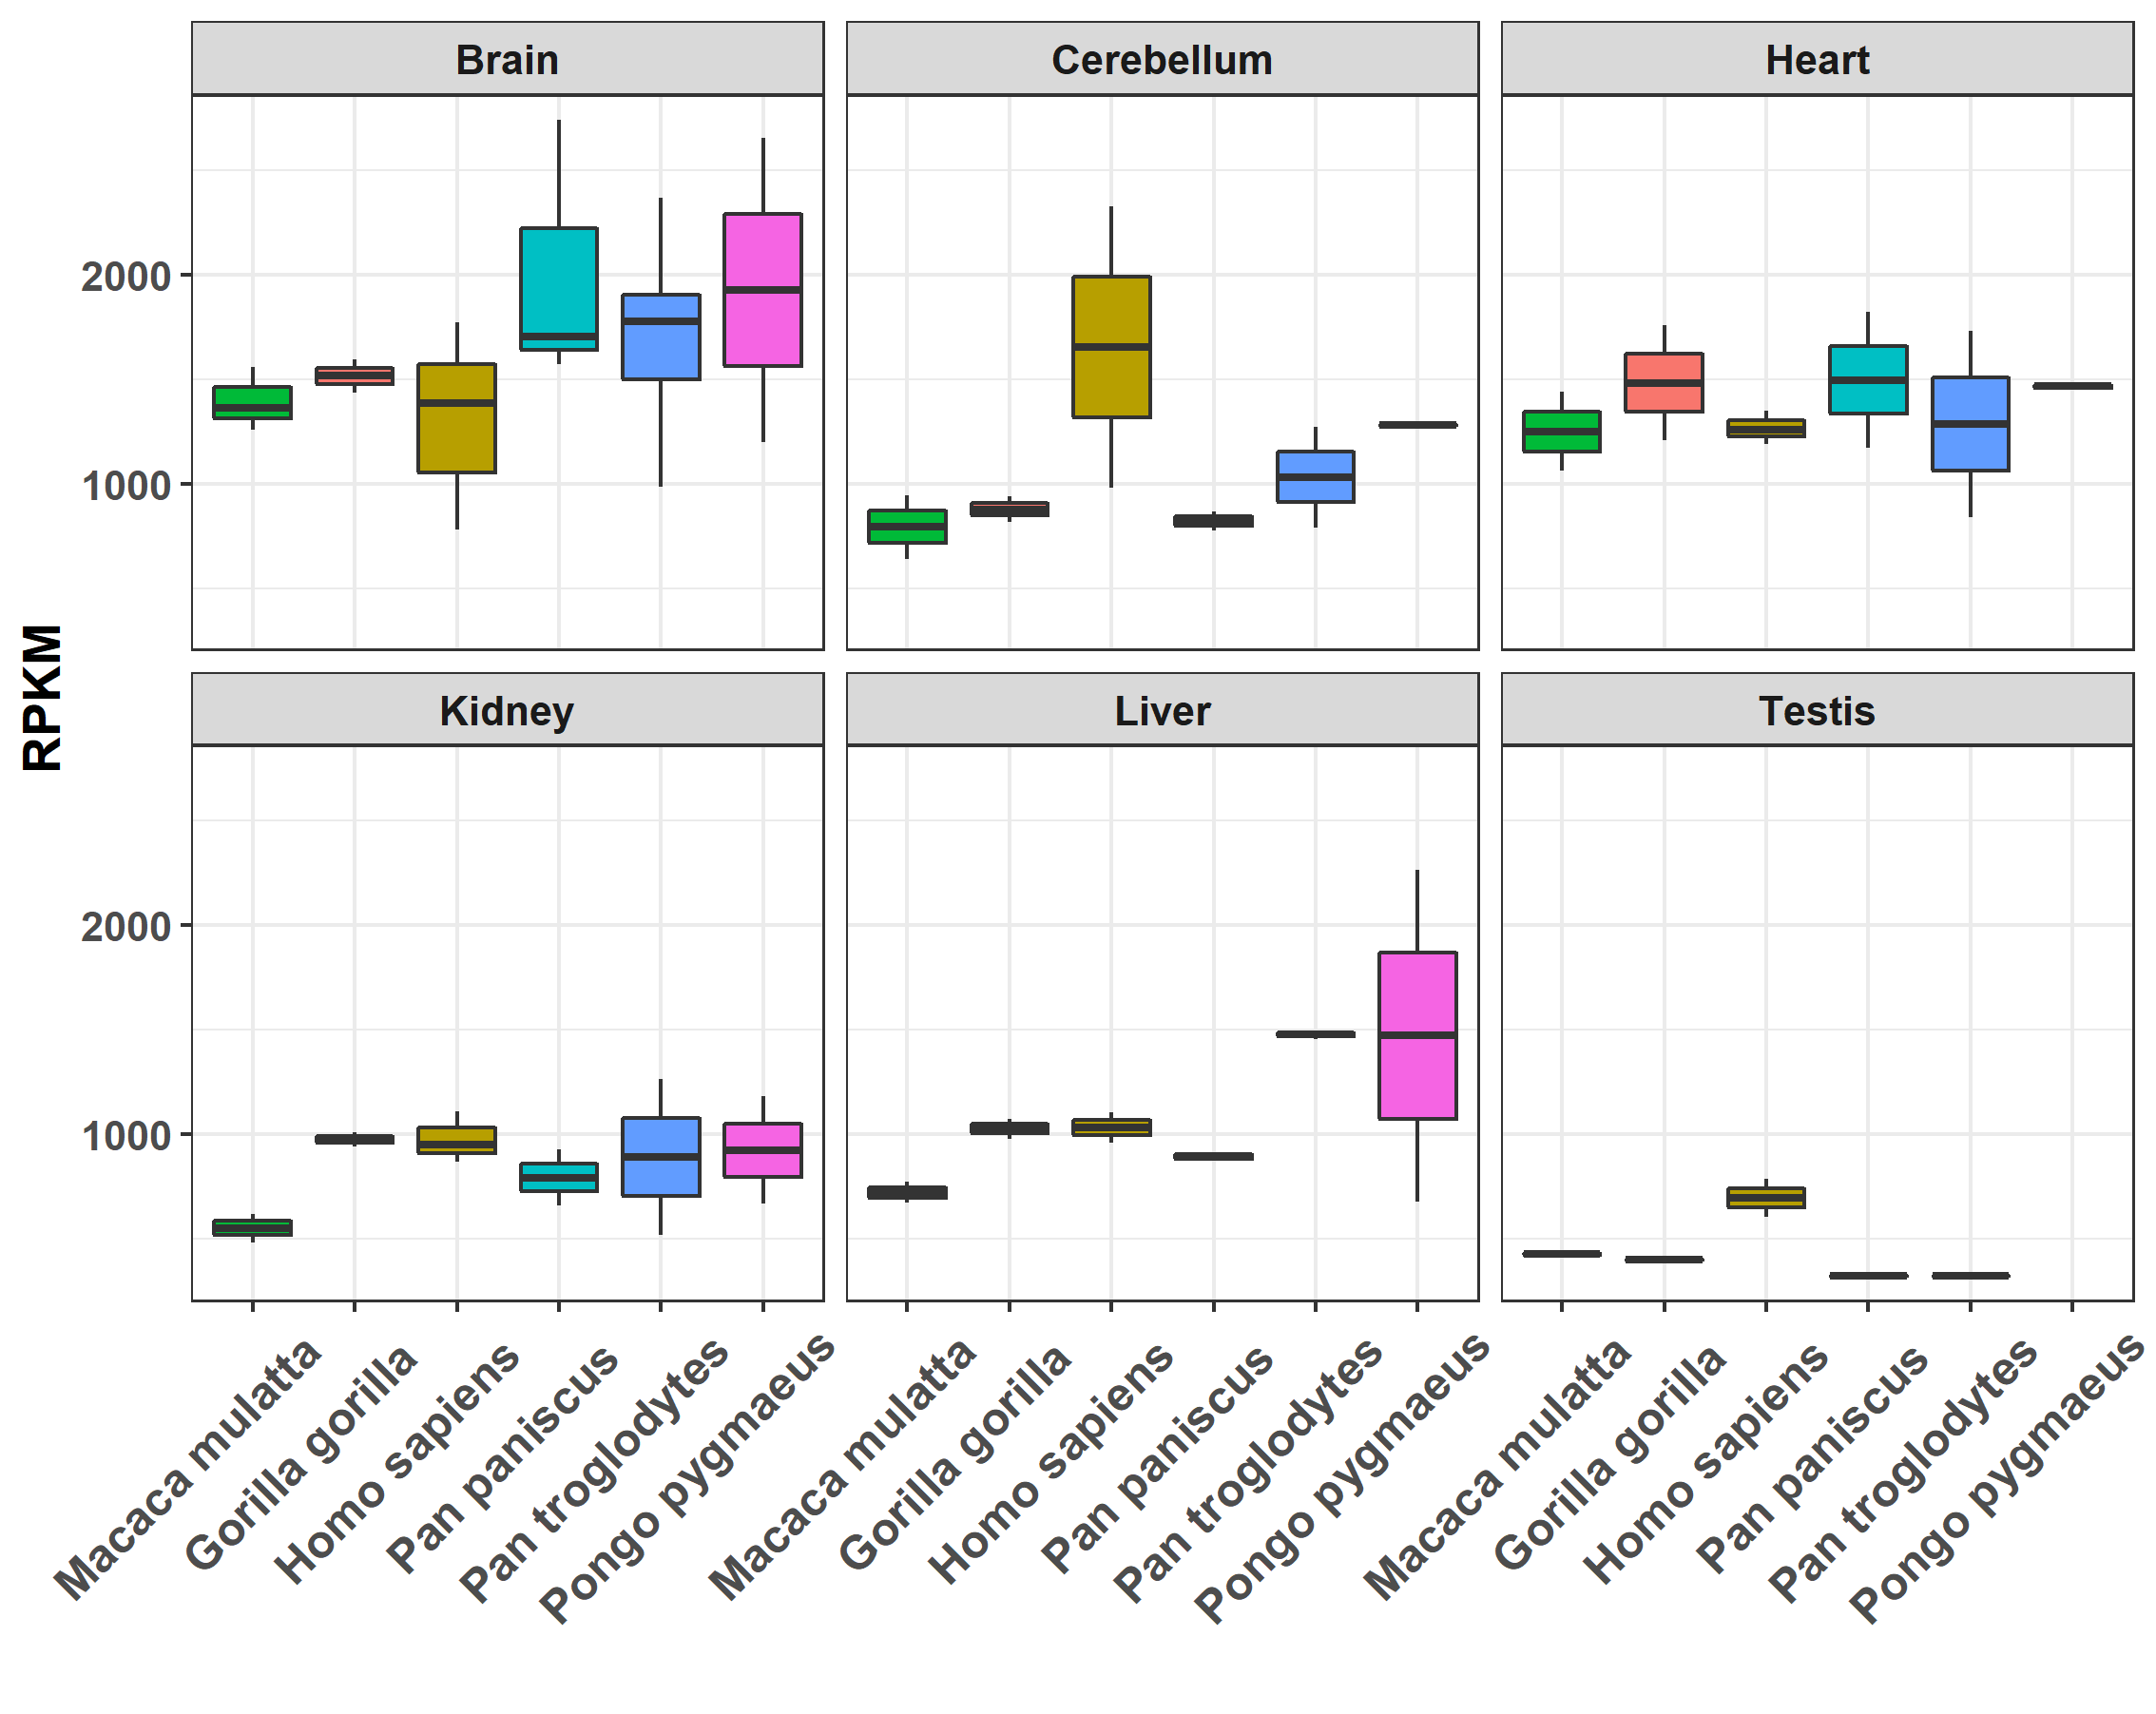 Brain
Cerebellum
Heart
2000
1000
RPKM
Kidney
Liver
Testis
2000
1000
Macaca mulatta
Gorilla gorilla
Homo sapiens
Pan paniscus
Pan troglodytes
Pongo pygmaeus
Macaca mulatta
Gorilla gorilla
Homo sapiens
Pan paniscus
Pan troglodytes
Pongo pygmaeus
Macaca mulatta
Gorilla gorilla
Homo sapiens
Pan paniscus
Pan troglodytes
Pongo pygmaeus